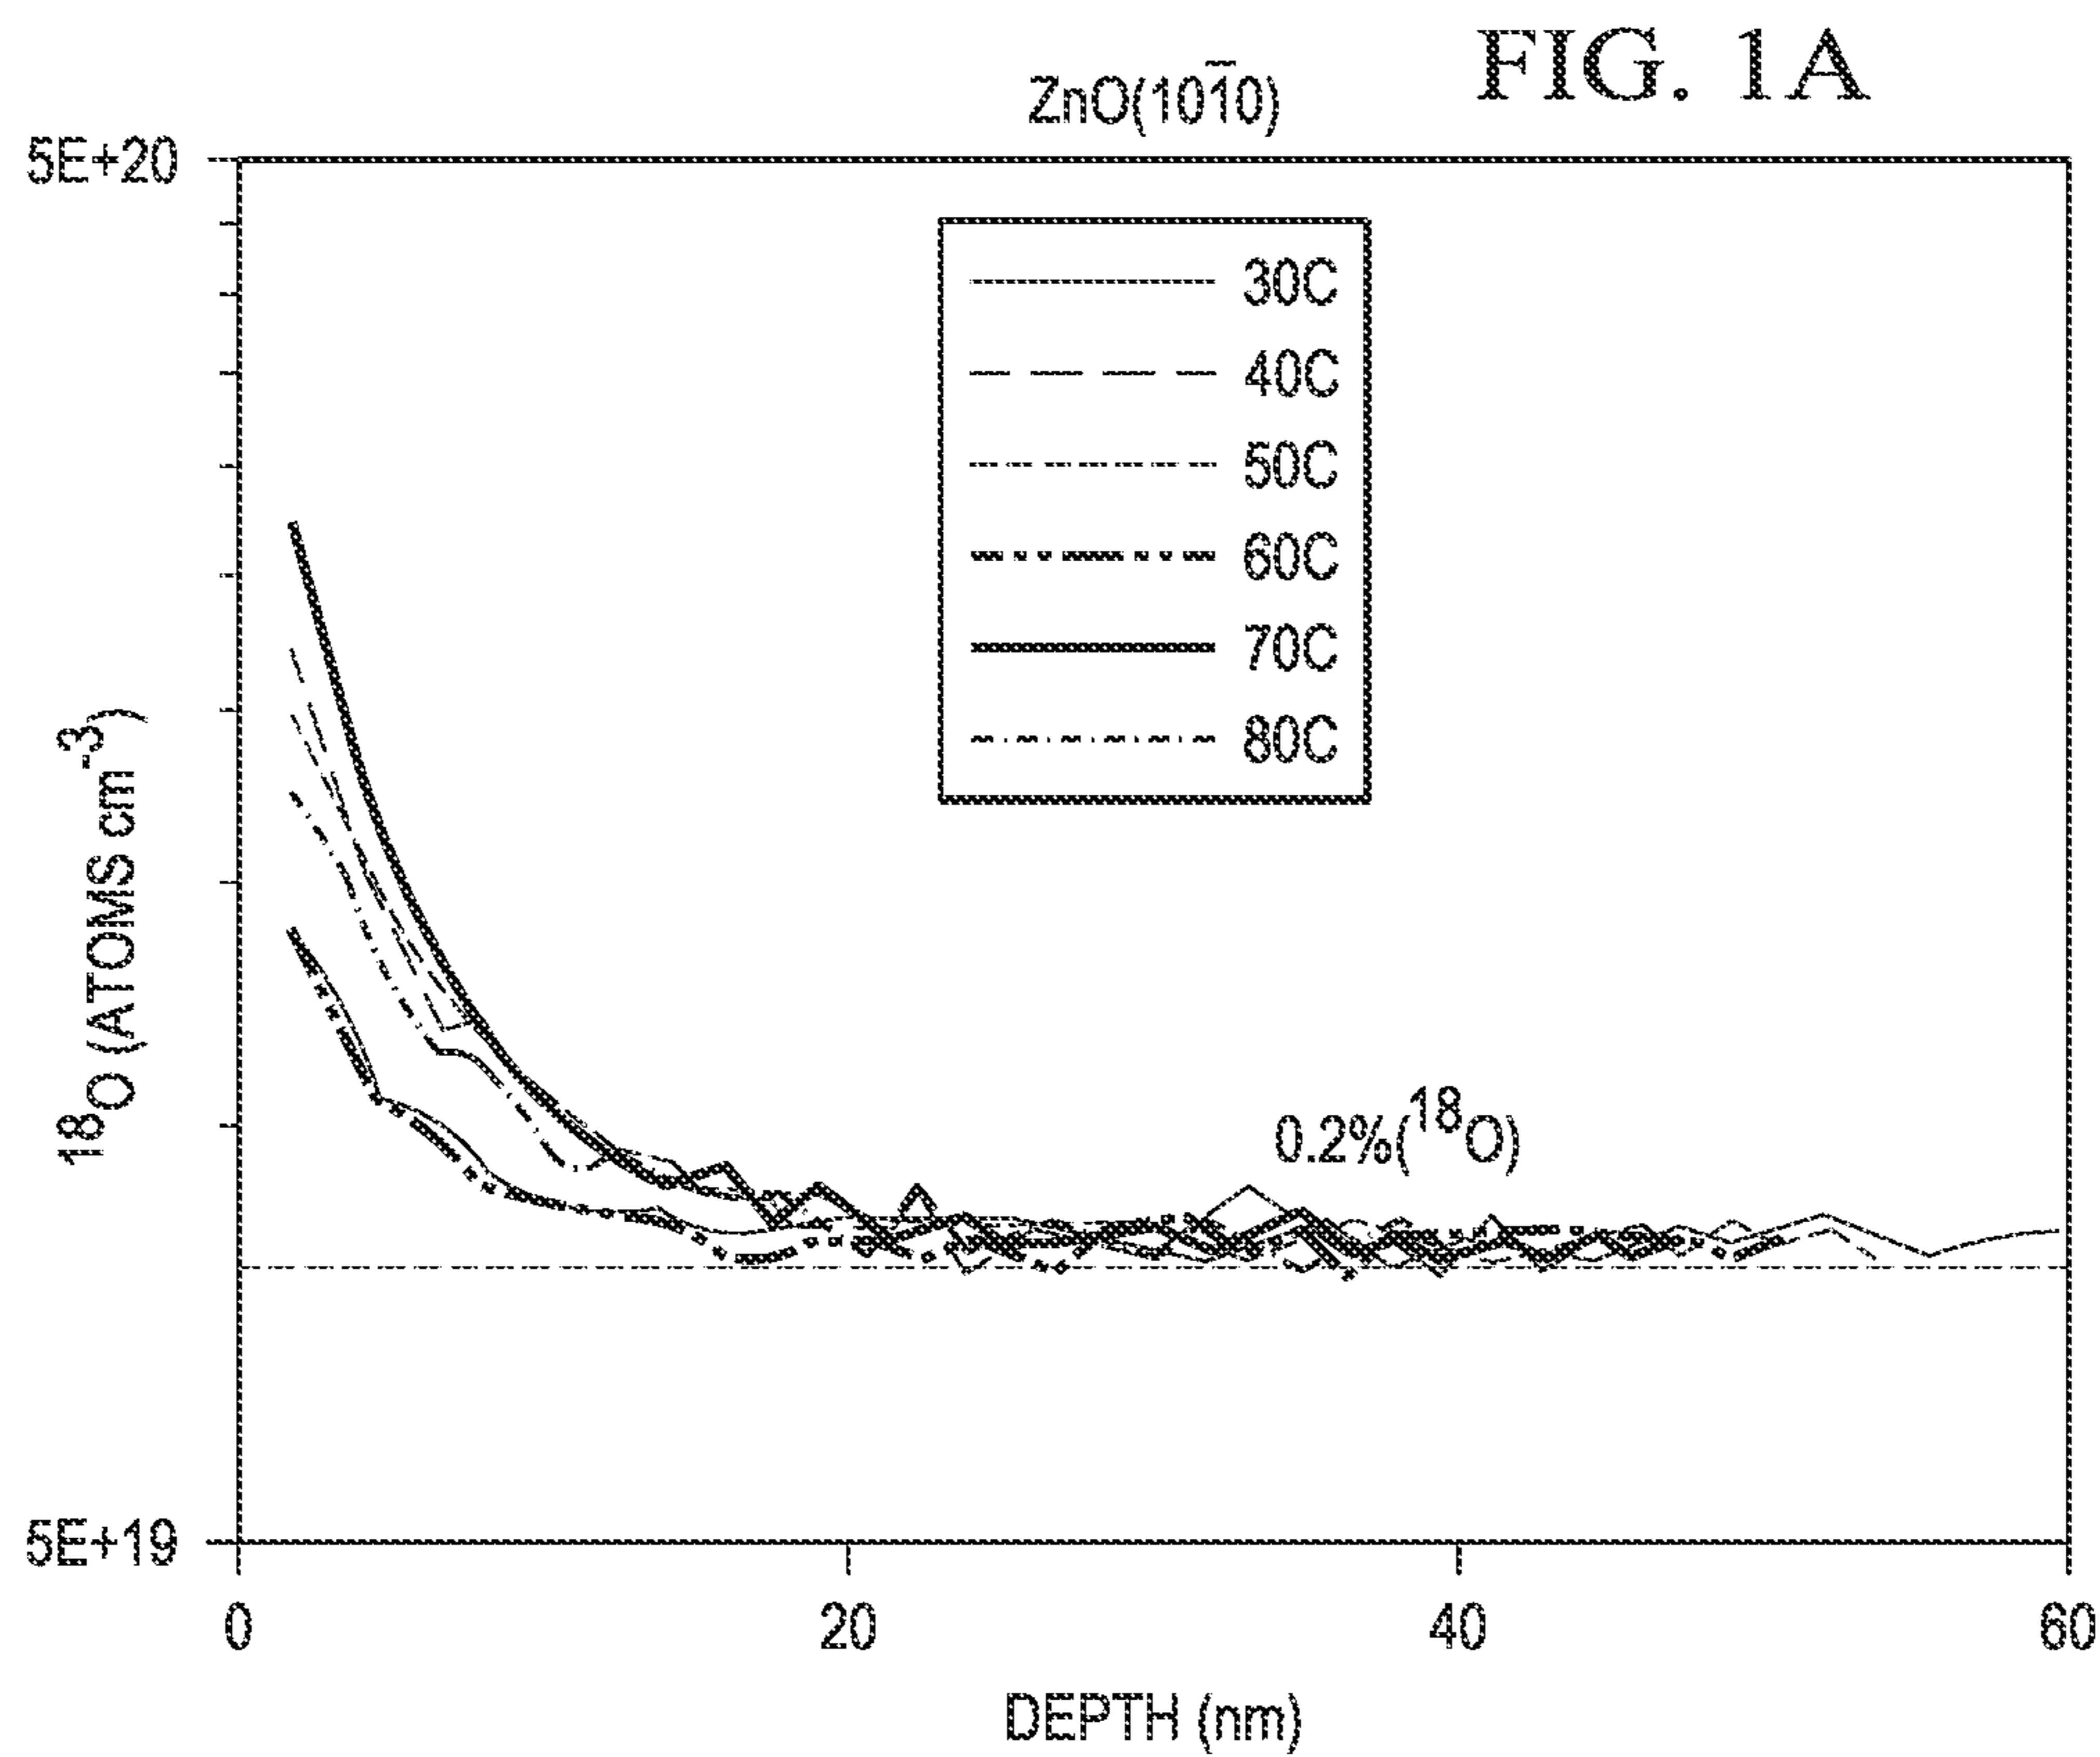 FIG. 1A
ZnO(101̅0)
5E+20
30C
40C
50C
60C
70C
80C
¹⁸O (ATOMS cm⁻³)
0.2%(¹⁸O)
5E+19
0 20 40 60
DEPTH (nm)